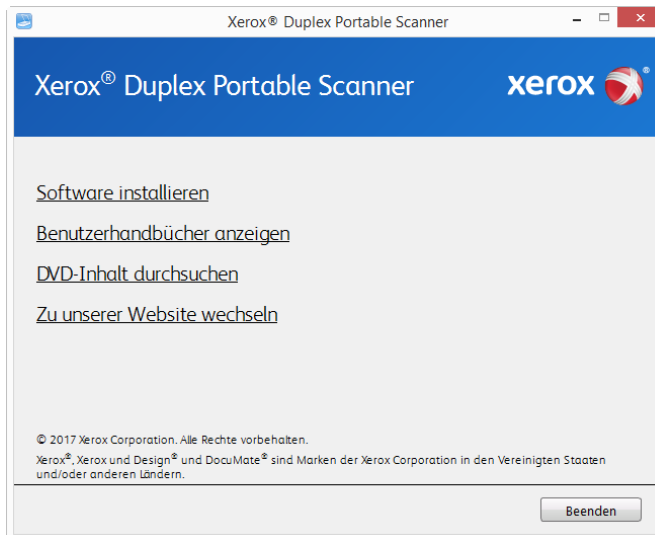 Xerox® Duplex Portable Scanner
Xerox® Duplex Portable Scanner
xerox ®
Software installieren
Benutzerhandbücher anzeigen
DVD-Inhalt durchsuchen
Zu unserer Website wechseln
© 2017 Xerox Corporation. Alle Rechte vorbehalten.
Xerox®, Xerox und Design® und DocuMate® sind Marken der Xerox Corporation in den Vereinigten Staaten
und/oder anderen Ländern.
Beenden